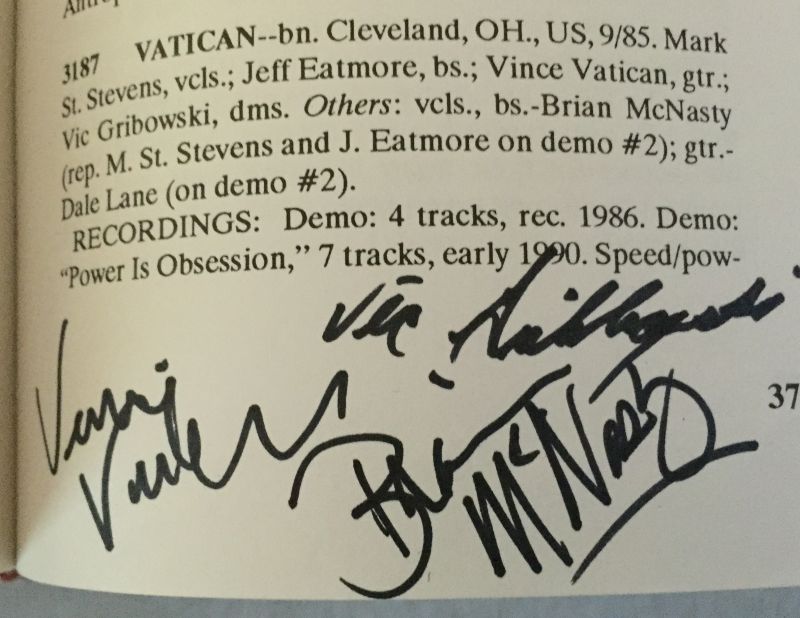 3187 VATICAN--bn. Cleveland, OH., US, 9/85. Mark
St. Stevens, vcls.; Jeff Eatmore, bs.; Vince Vatican, gtr.;
Vic Gribowski, dms. Others: vcls., bs.-Brian McNasty
(rep. M. St. Stevens and J. Eatmore on demo #2); gtr.-
Dale Lane (on demo #2).
RECORDINGS: Demo: 4 tracks, rec. 1986. Demo:
“Power Is Obsession,” 7 tracks, early 1990. Speed/pow-
Vic
McNasty
37